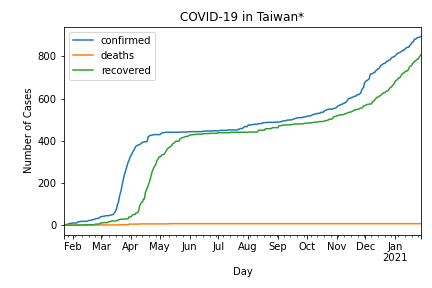 COVID-19 in Taiwan*
confirmed
deaths
recovered
Number of Cases
800
600
400
200
0
Feb Mar Apr May Jun Jul Aug Sep Oct Nov Dec Jan
2021
Day